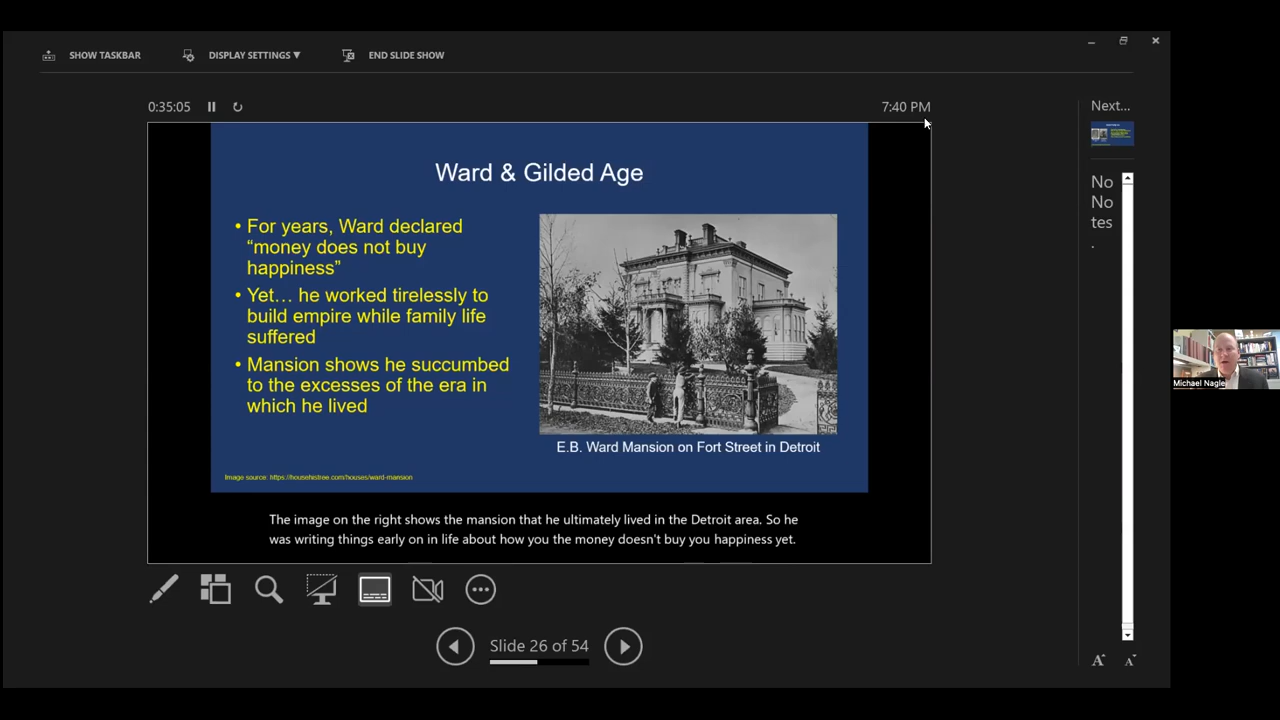 SHOW TASKBAR
DISPLAY SETTINGS ▼
END SLIDE SHOW
0:35:05
7:40 PM
Next...
Ward & Gilded Age
• For years, Ward declared
“money does not buy
happiness”
• Yet… he worked tirelessly to
build empire while family life
suffered
• Mansion shows he succumbed
to the excesses of the era in
which he lived
E.B. Ward Mansion on Fort Street in Detroit
Image source: https://househistree.com/houses/ward-mansion
The image on the right shows the mansion that he ultimately lived in the Detroit area. So he
was writing things early on in life about how you the money doesn't buy you happiness yet.
No
No
tes
.
Michael Nagle
Slide 26 of 54
A
A